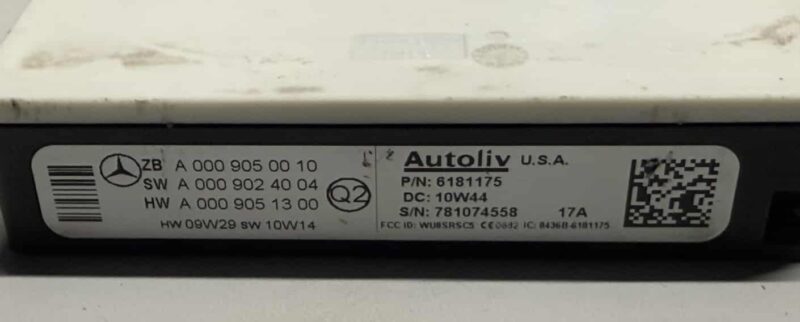 ZB A 000 905 00 10
SW A 000 902 40 04
HW A 000 905 13 00
Q2
HW 09W29 SW 10W14
Autoliv U.S.A.
P/N: 6181175
DC: 10W44
S/N: 781074558 17A
FCC ID: WU8SRSC5 CE0682 IC: 8436B-6181175